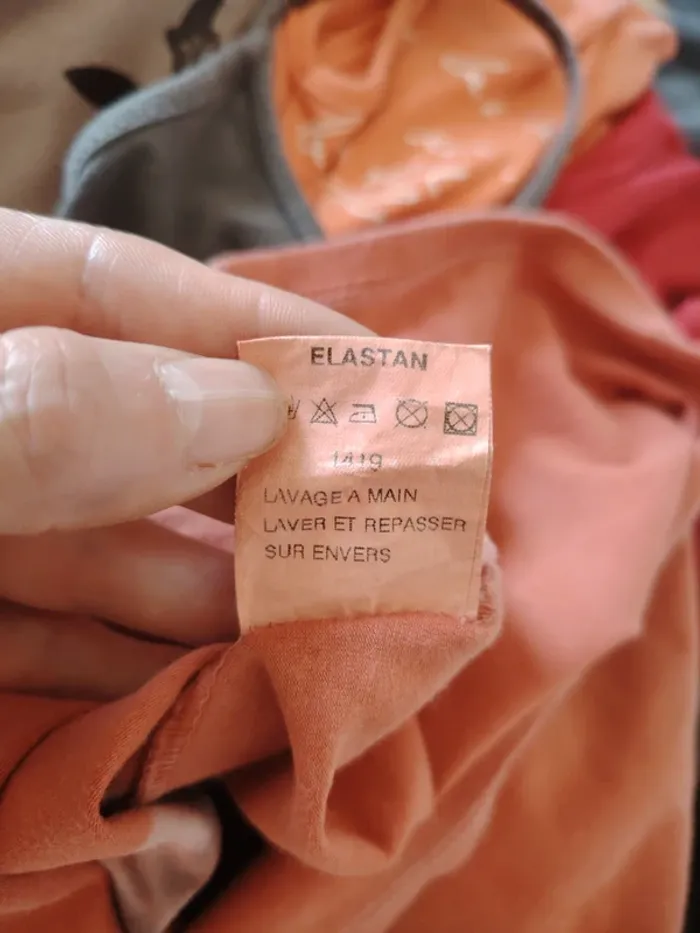 ELASTAN
1419
LAVAGE A MAIN
LAVER ET REPASSER
SUR ENVERS